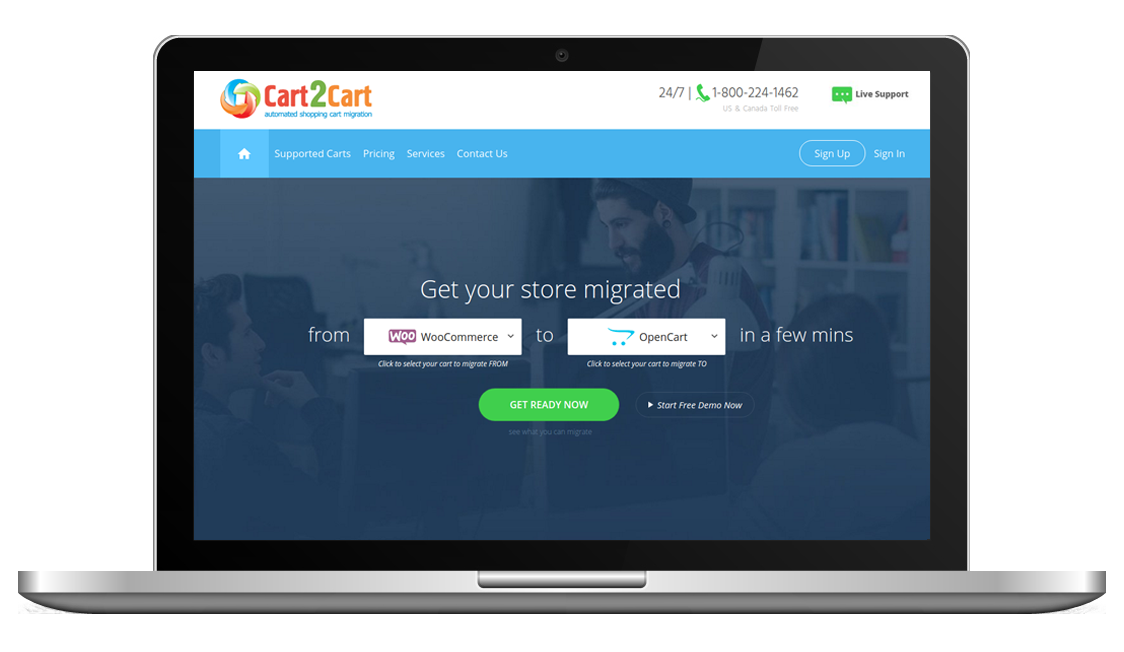 Cart2Cart
automated shopping cart migration
24/7 | 1-800-224-1462
US & Canada Toll Free
Live Support
Supported Carts Pricing Services Contact Us
Sign Up Sign In
Get your store migrated
from WOO WooCommerce to OpenCart in a few mins
Click to select your cart to migrate FROM Click to select your cart to migrate TO
GET READY NOW Start Free Demo Now
see what you can migrate